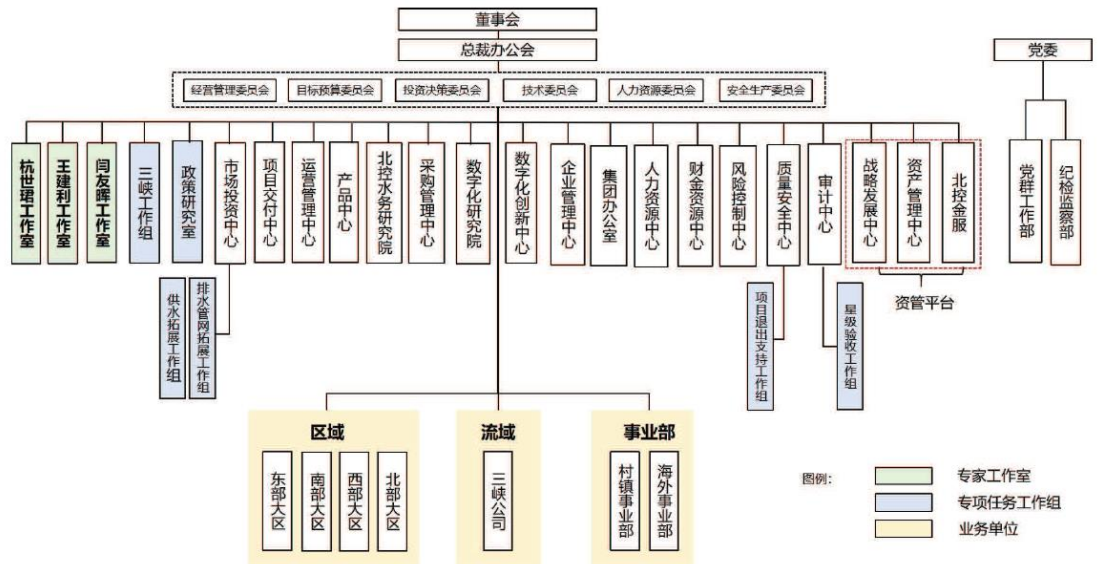 董事会
总裁办公会
党委
经营管理委员会
目标预算委员会
投资决策委员会
技术委员会
人力资源委员会
安全生产委员会
杭世珺工作室
王建利工作室
闫友晖工作室
三峡工作组
政策研究室
市场投资中心
项目交付中心
运营管理中心
产品中心
北控水务研究院
采购管理中心
数字化研究院
数字化创新中心
企业管理中心
集团办公室
人力资源中心
财金资源中心
风险控制中心
质量安全中心
审计中心
战略发展中心
资产管理中心
北控金服
党群工作部
纪检监察部
供水拓展工作组
排水管网拓展工作组
项目退出支持工作组
星级验收工作组
资管平台
区域
流域
事业部
东部大区
南部大区
西部大区
北部大区
三峡公司
村镇事业部
海外事业部
图例：
专家工作室
专项任务工作组
业务单位